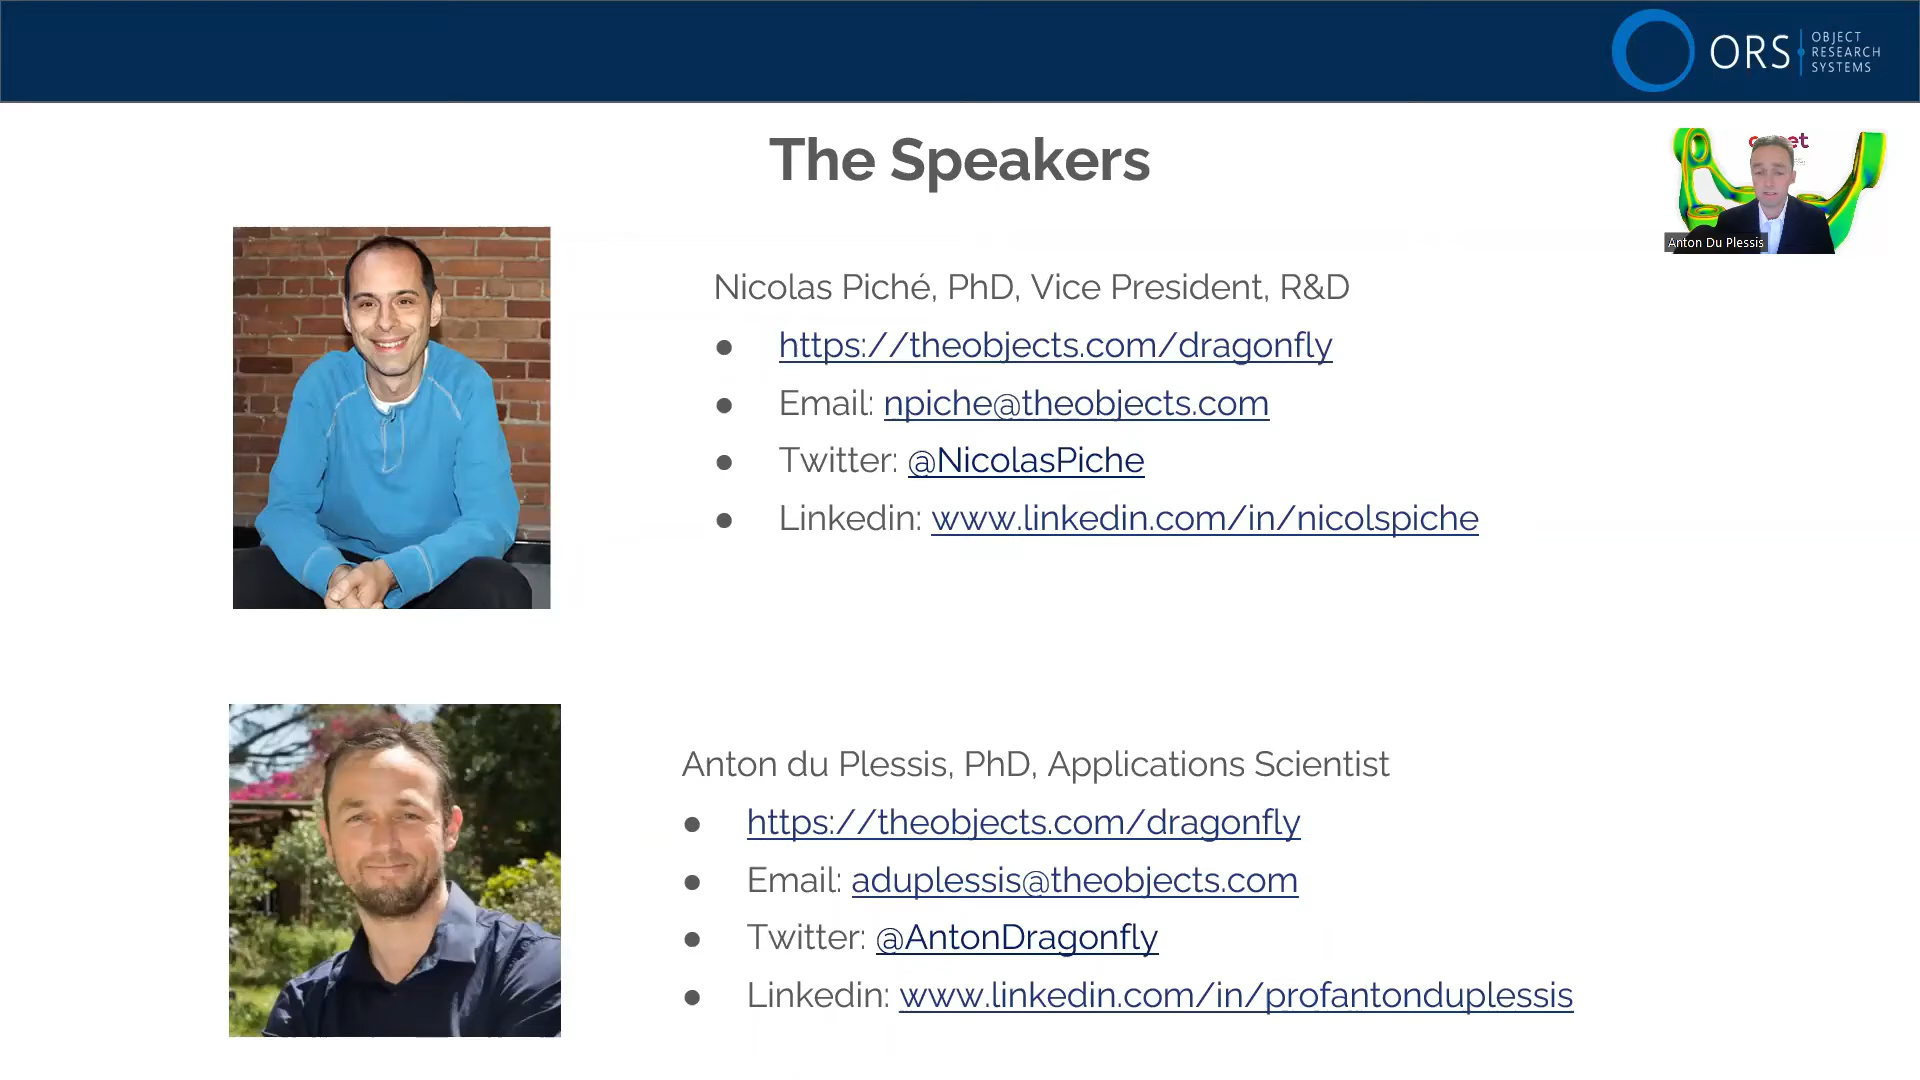 ORS
OBJECT
RESEARCH
SYSTEMS
The Speakers
Anton Du Plessis
Nicolas Piché, PhD, Vice President, R&D
● https://theobjects.com/dragonfly
● Email: npiche@theobjects.com
● Twitter: @NicolasPiche
● Linkedin: www.linkedin.com/in/nicolspiche
Anton du Plessis, PhD, Applications Scientist
● https://theobjects.com/dragonfly
● Email: aduplessis@theobjects.com
● Twitter: @AntonDragonfly
● Linkedin: www.linkedin.com/in/profantonduplessis